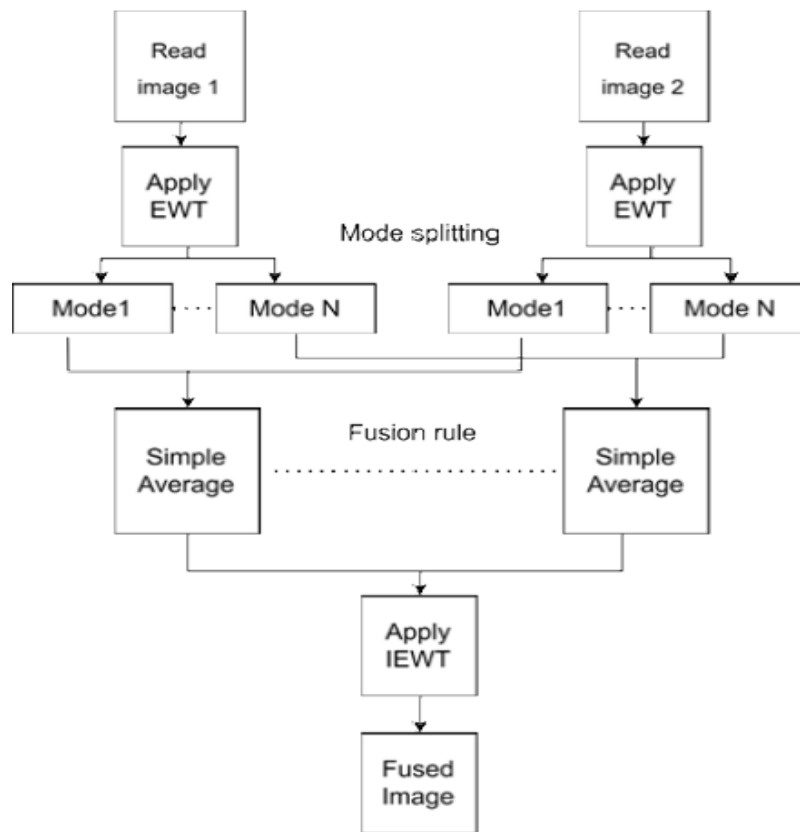 Read
image 1
Read
image 2
Apply
EWT
Apply
EWT
Mode splitting
Mode1
Mode N
Mode1
Mode N
Simple
Average
Fusion rule
Simple
Average
Apply
IEWT
Fused
Image